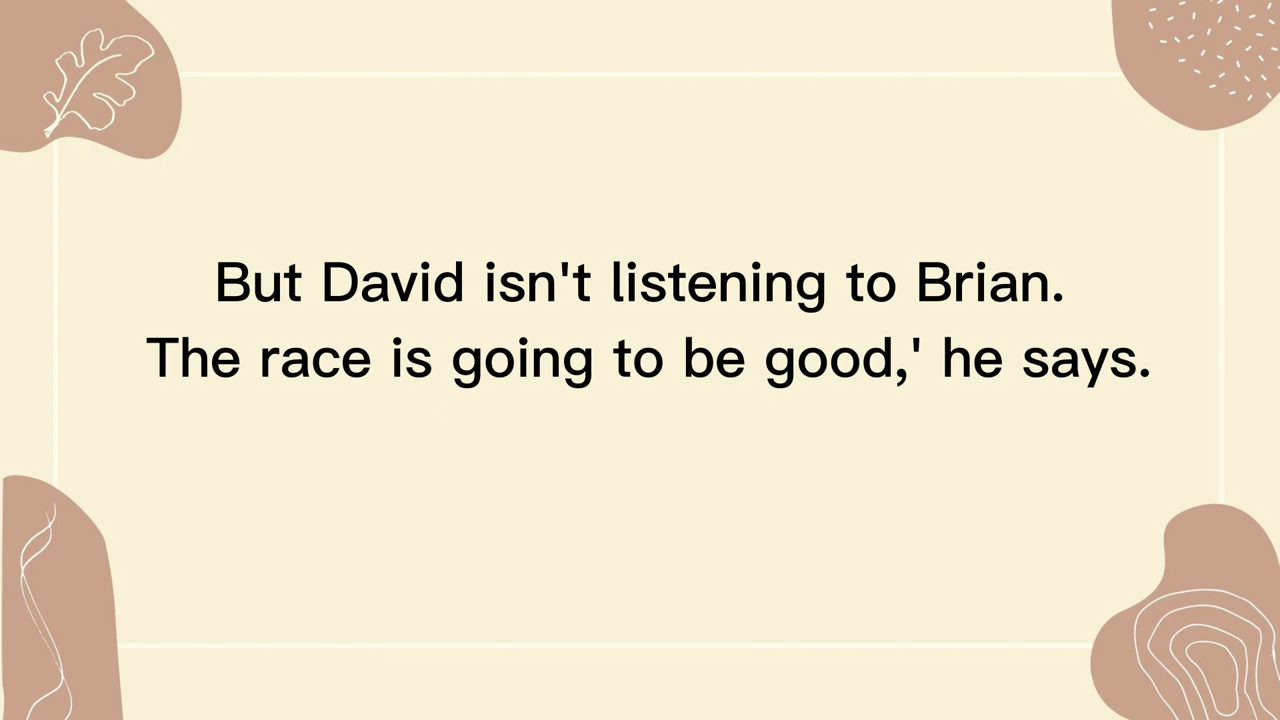 But David isn't listening to Brian.
The race is going to be good,' he says.